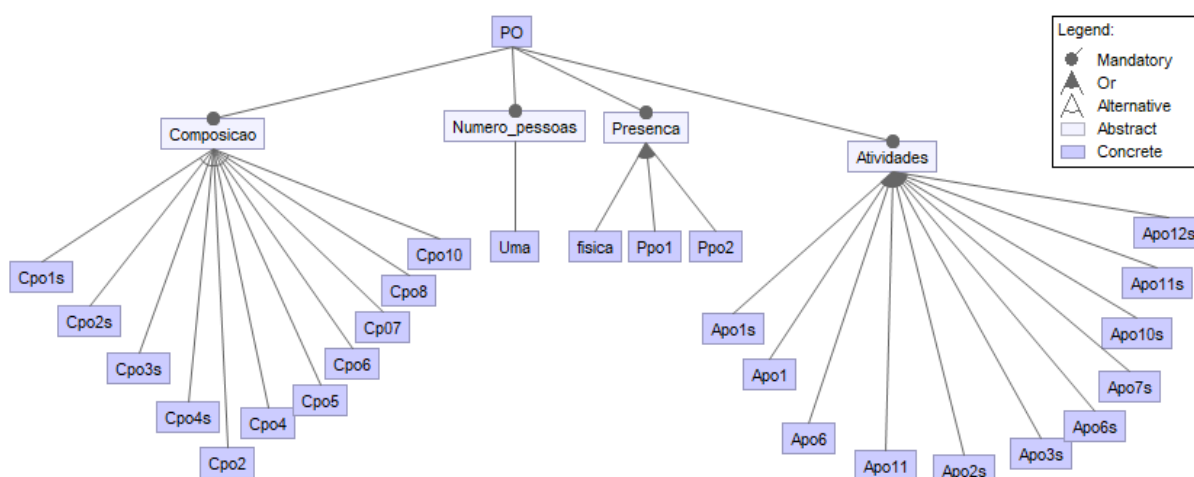 PO
Legend:
Mandatory
Or
Alternative
Abstract
Concrete
Composicao
Numero_pessoas
Presenca
Atividades
Cpo1s
Cpo2s
Cpo3s
Cpo4s
Cpo2
Cpo4
Cpo5
Cpo6
Cp07
Cpo8
Cpo10
Uma
fisica
Ppo1
Ppo2
Apo1s
Apo1
Apo6
Apo11
Apo2s
Apo3s
Apo6s
Apo7s
Apo10s
Apo11s
Apo12s